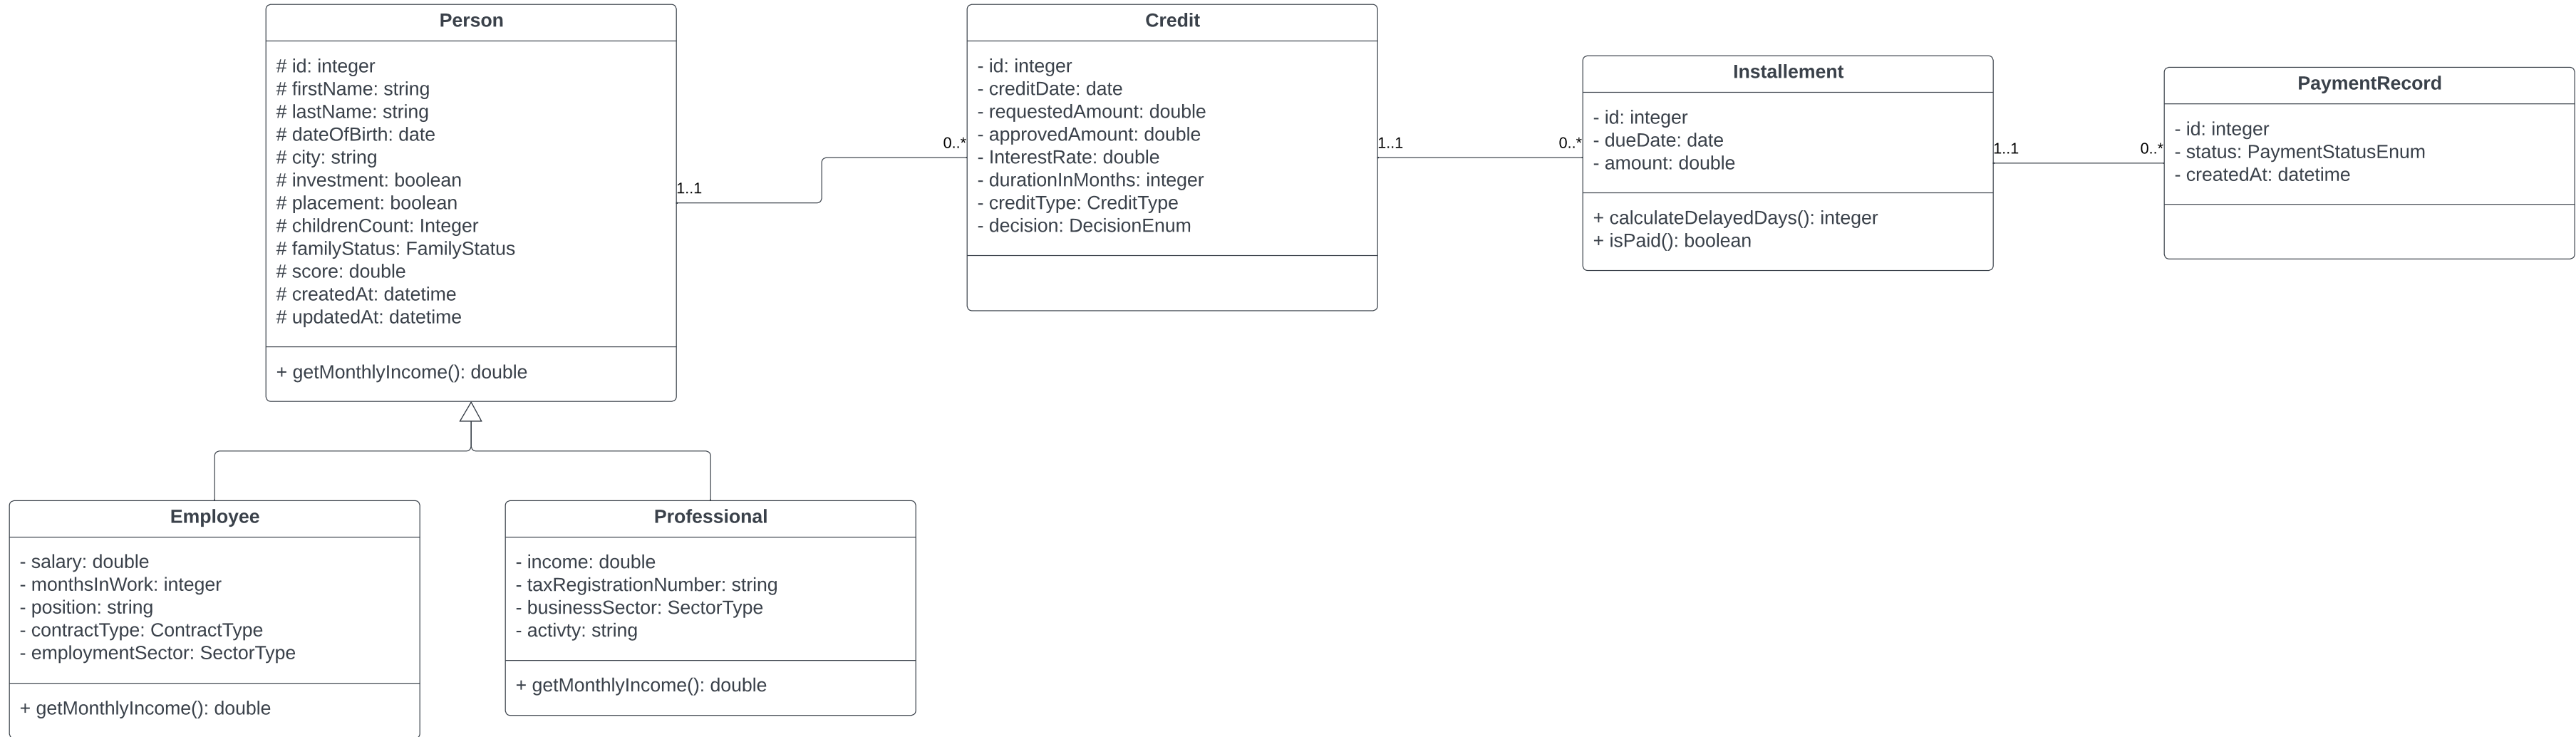 Person
# id: integer
# firstName: string
# lastName: string
# dateOfBirth: date
# city: string
# investment: boolean
# placement: boolean
# childrenCount: Integer
# familyStatus: FamilyStatus
# score: double
# createdAt: datetime
# updatedAt: datetime
+ getMonthlyIncome(): double
1..1
0..*
Credit
- id: integer
- creditDate: date
- requestedAmount: double
- approvedAmount: double
- InterestRate: double
- durationInMonths: integer
- creditType: CreditType
- decision: DecisionEnum
1..1
0..*
Installement
- id: integer
- dueDate: date
- amount: double
+ calculateDelayedDays(): integer
+ isPaid(): boolean
1..1
0..*
PaymentRecord
- id: integer
- status: PaymentStatusEnum
- createdAt: datetime
Employee
- salary: double
- monthsInWork: integer
- position: string
- contractType: ContractType
- employmentSector: SectorType
+ getMonthlyIncome(): double
Professional
- income: double
- taxRegistrationNumber: string
- businessSector: SectorType
- activty: string
+ getMonthlyIncome(): double